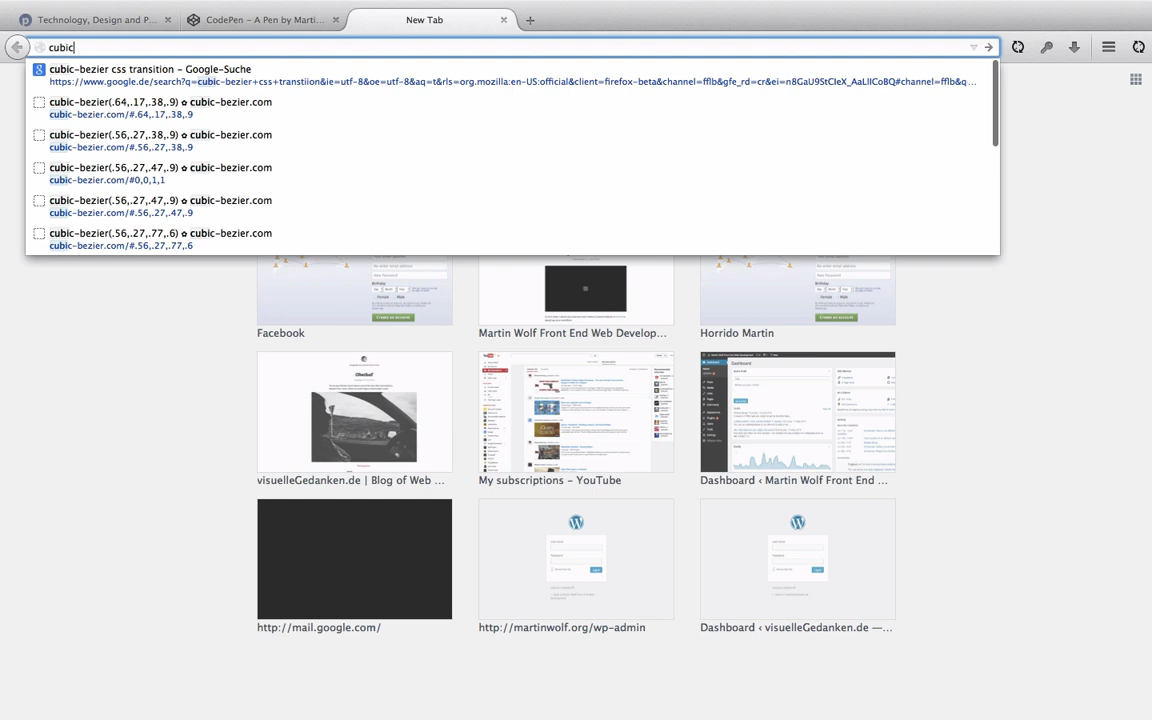 Technology, Design and P...
CodePen - A Pen by Marti...
New Tab
cubic
cubic-bezier css transition - Google-Suche
https://www.google.de/search?q=cubic-bezier+css+transtiion&ie=utf-8&oe=utf-8&aq=t&rls=org.mozilla:en-US:official&client=firefox-beta&channel=fflb&gfe_rd=cr&ei=n8GaU9StCIeX_AaLlICoBQ#channel=fflb&q...
cubic-bezier(.64,.17,.38,.9) ✿ cubic-bezier.com
cubic-bezier.com/#.64,.17,.38,.9
cubic-bezier(.56,.27,.38,.9) ✿ cubic-bezier.com
cubic-bezier.com/#.56,.27,.38,.9
cubic-bezier(.56,.27,.47,.9) ✿ cubic-bezier.com
cubic-bezier.com/#0,0,1,1
cubic-bezier(.56,.27,.47,.9) ✿ cubic-bezier.com
cubic-bezier.com/#.56,.27,.47,.9
cubic-bezier(.56,.27,.77,.6) ✿ cubic-bezier.com
cubic-bezier.com/#.56,.27,.77,.6
Facebook
Martin Wolf Front End Web Develop...
Horrido Martin
visuelleGedanken.de | Blog of Web ...
My subscriptions - YouTube
Dashboard ‹ Martin Wolf Front End ...
http://mail.google.com/
http://martinwolf.org/wp-admin
Dashboard ‹ visuelleGedanken.de —...